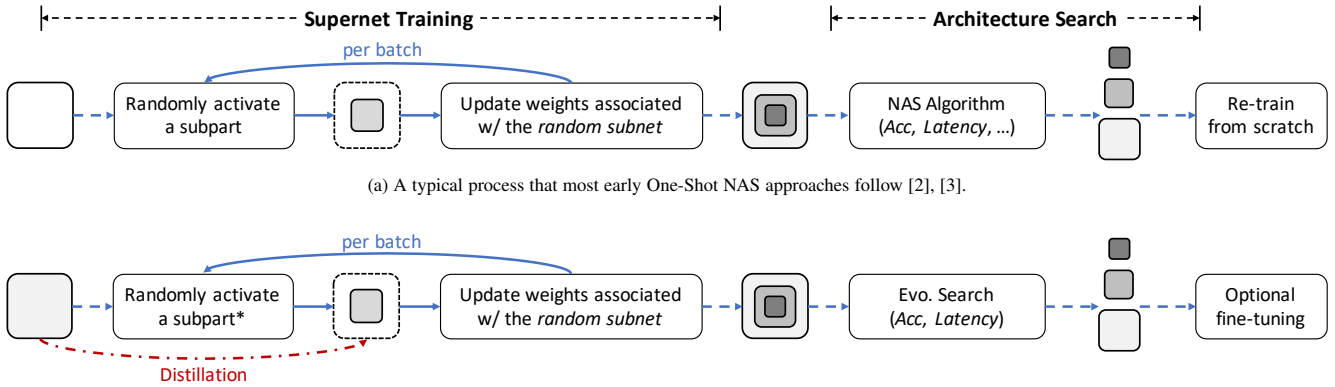 Supernet Training
Architecture Search
per batch
Randomly activate
a subpart
Update weights associated
w/ the random subnet
NAS Algorithm
(Acc, Latency, …)
Re-train
from scratch
(a) A typical process that most early One-Shot NAS approaches follow [2], [3].
per batch
Randomly activate
a subpart*
Update weights associated
w/ the random subnet
Evo. Search
(Acc, Latency)
Optional
fine-tuning
Distillation